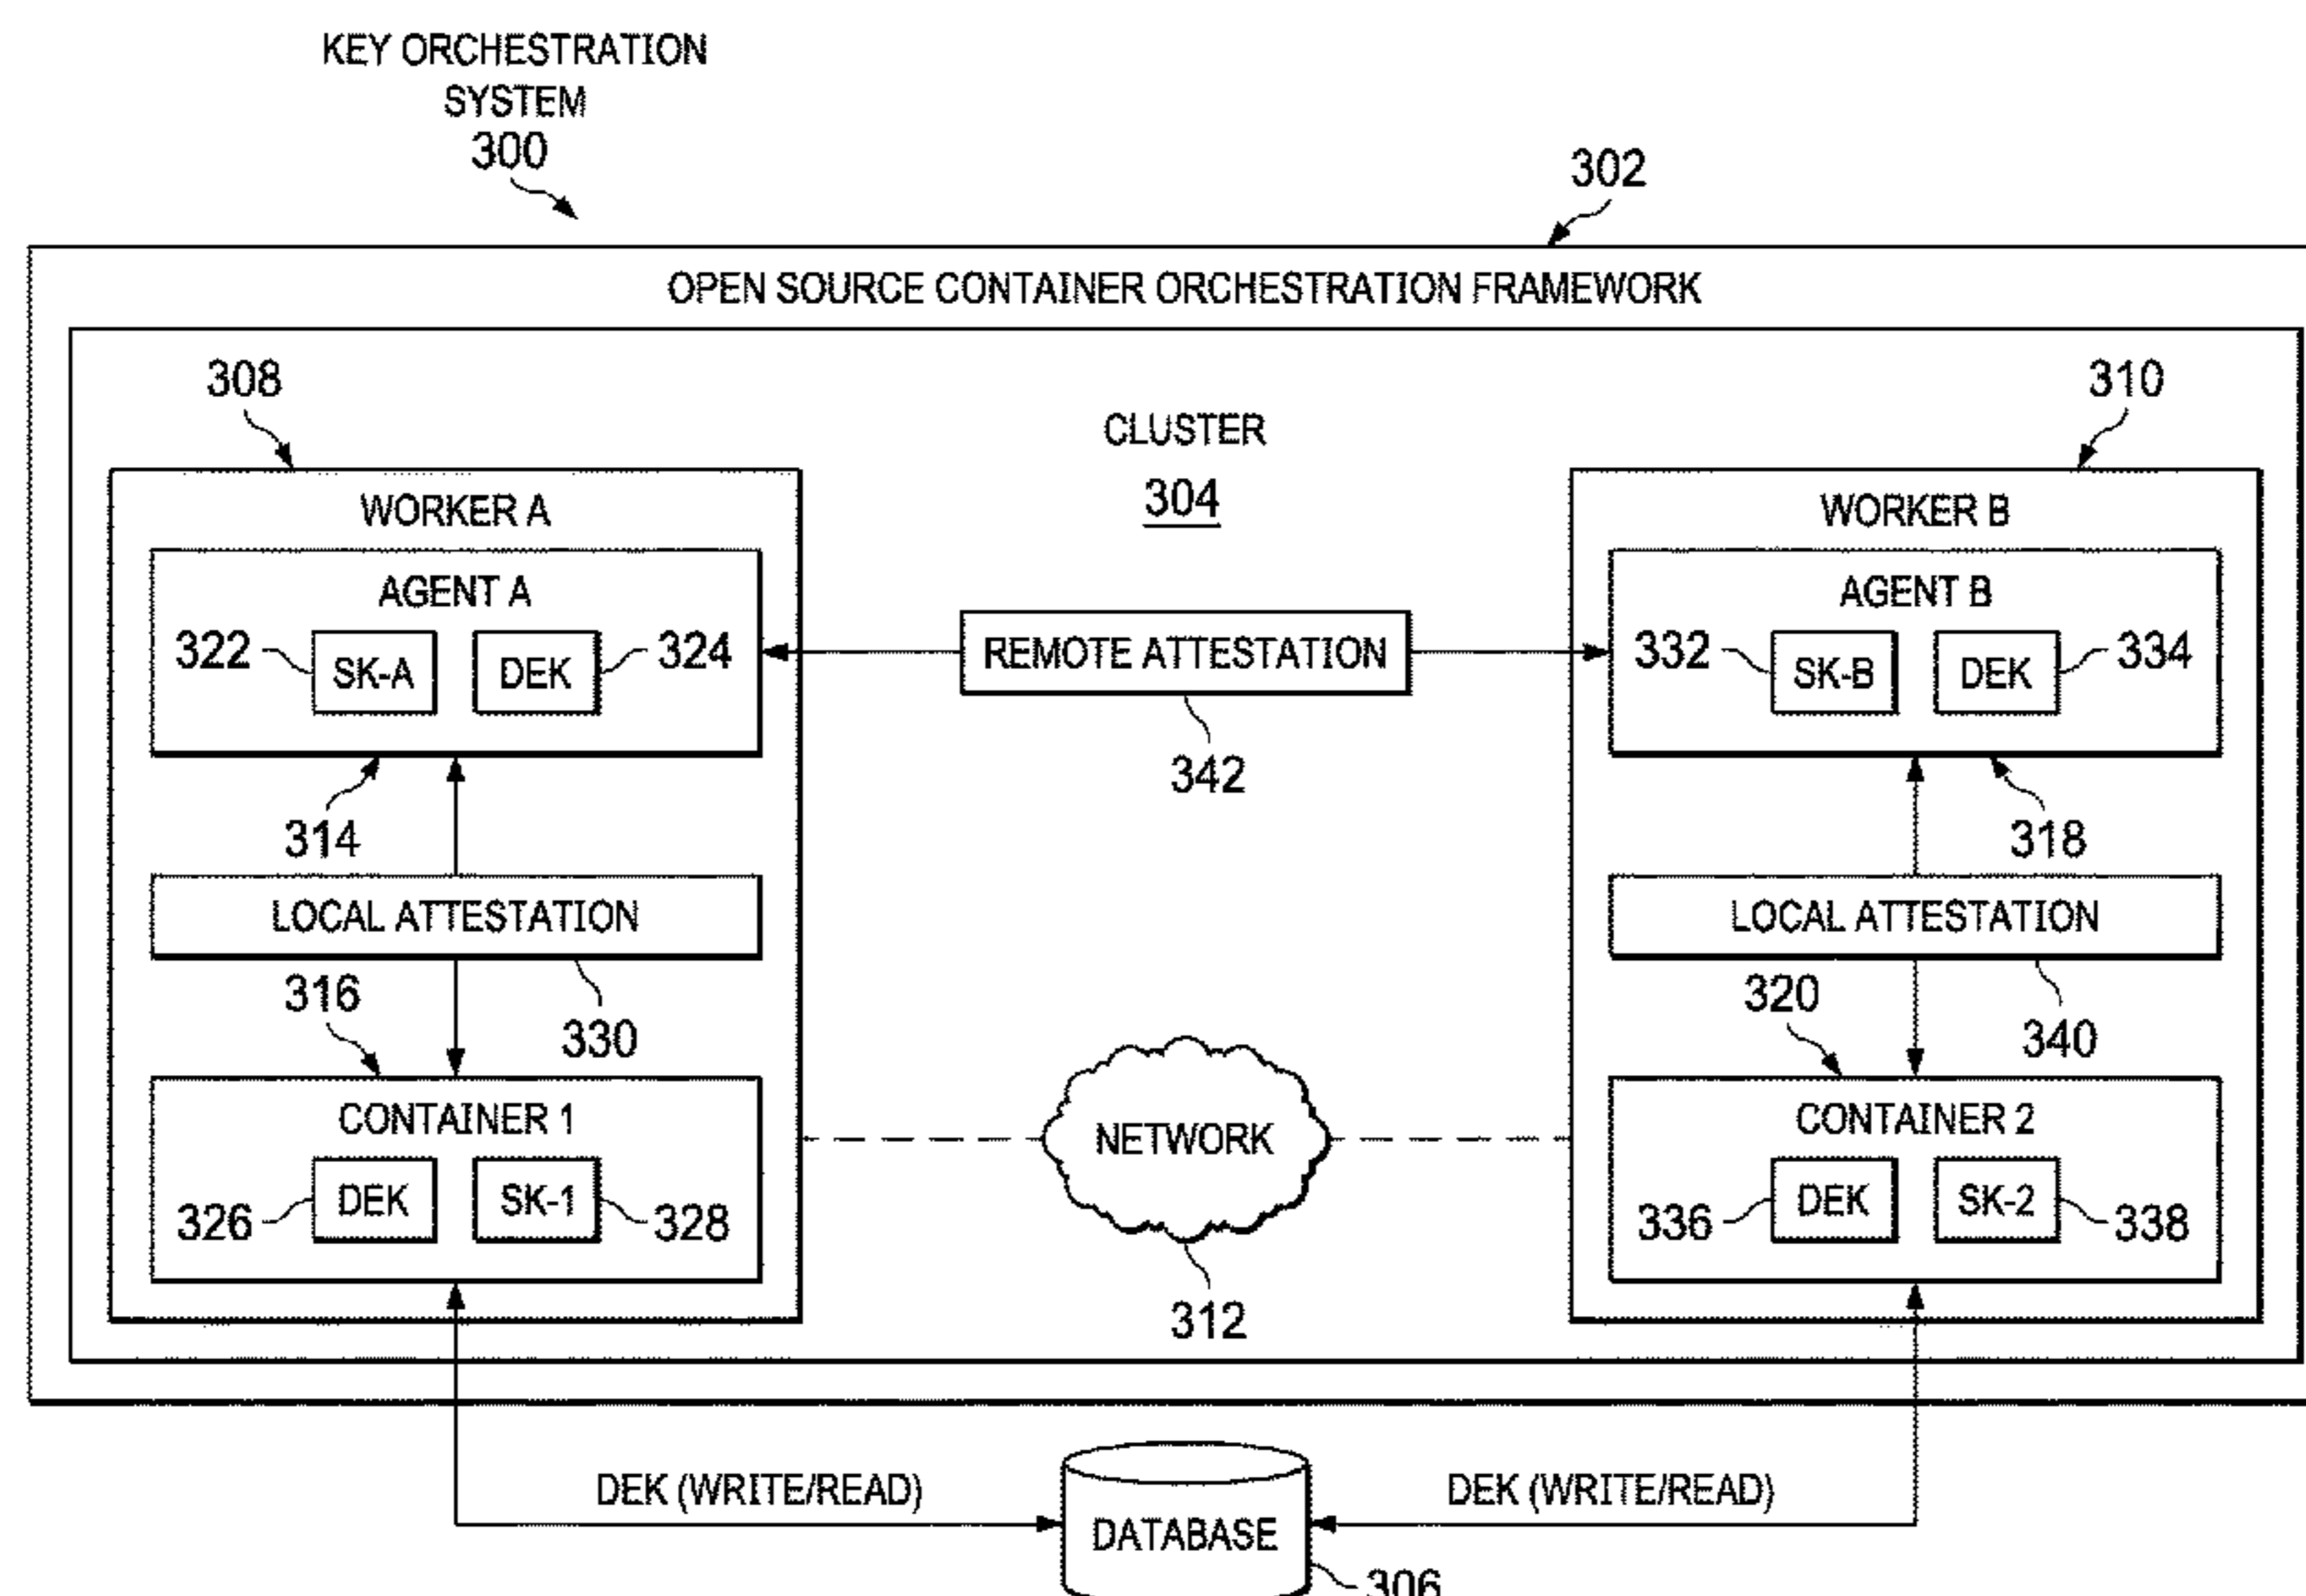 KEY ORCHESTRATION
SYSTEM
300
302
OPEN SOURCE CONTAINER ORCHESTRATION FRAMEWORK
308
310
CLUSTER
304
WORKER A
WORKER B
AGENT A
AGENT B
322
SK-A
DEK
324
REMOTE ATTESTATION
332
SK-B
DEK
334
342
314
318
LOCAL ATTESTATION
LOCAL ATTESTATION
316
330
320
340
CONTAINER 1
NETWORK
CONTAINER 2
326
DEK
SK-1
328
336
DEK
SK-2
338
312
DEK (WRITE/READ)
DEK (WRITE/READ)
DATABASE
306